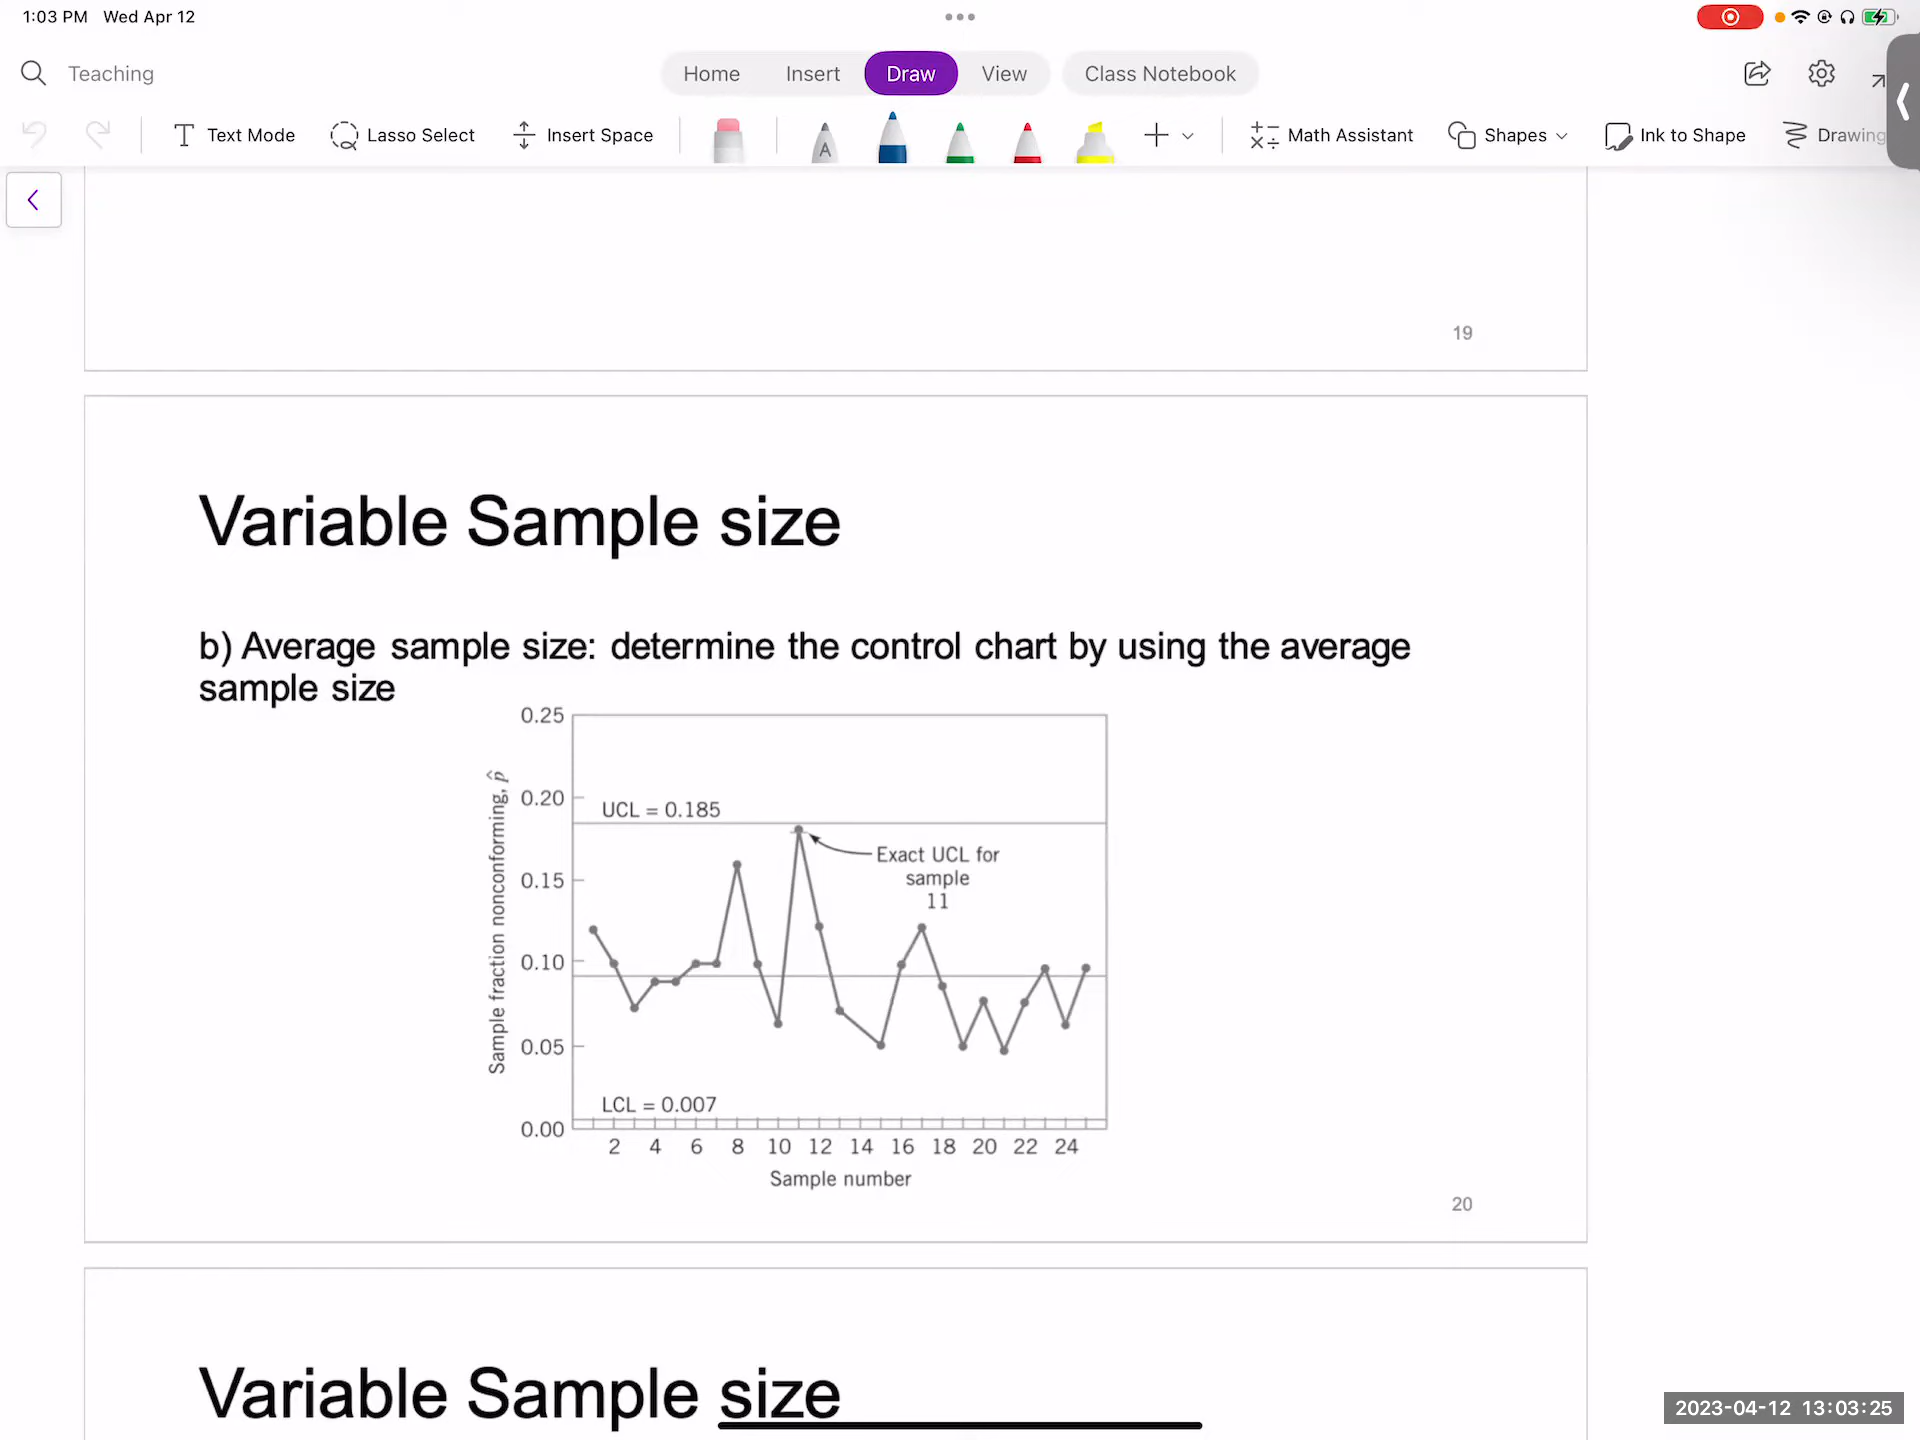 1:03 PM Wed Apr 12
Teaching
Home Insert Draw View Class Notebook
Text Mode Lasso Select Insert Space A Math Assistant Shapes Ink to Shape Drawing
19
Variable Sample size
b) Average sample size: determine the control chart by using the average
sample size
Sample fraction nonconforming, p̂
0.25
0.20
0.15
0.10
0.05
0.00
UCL = 0.185
Exact UCL for
sample
11
LCL = 0.007
2 4 6 8 10 12 14 16 18 20 22 24
Sample number
20
Variable Sample size
2023-04-12 13:03:25